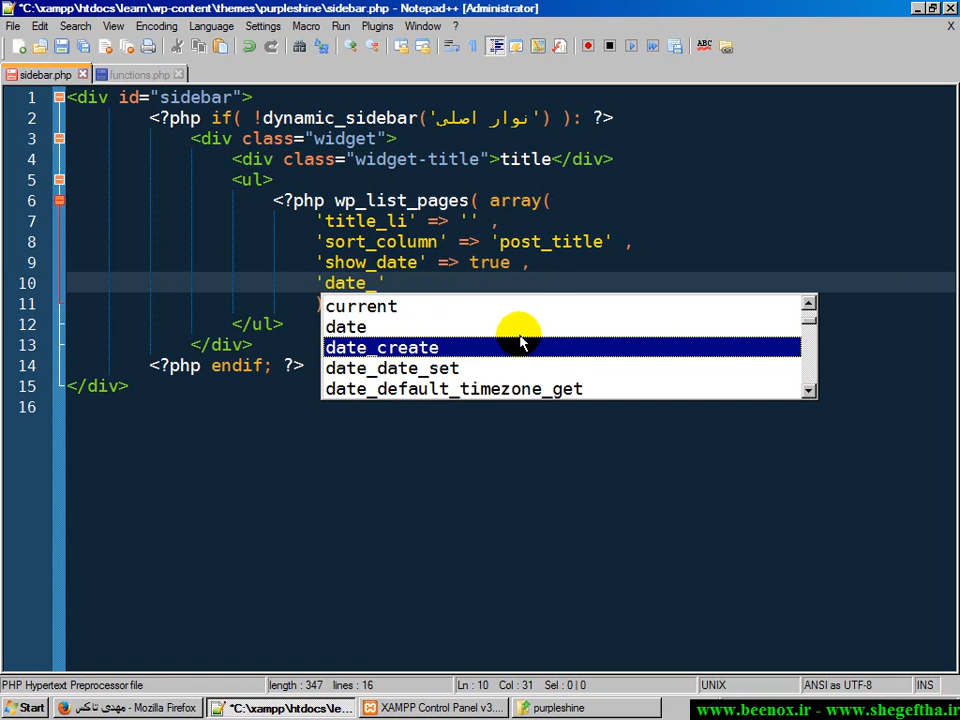 *C:\xampp\htdocs\learn\wp-content\themes\purpleshine\sidebar.php - Notepad++ [Administrator]
File Edit Search View Encoding Language Settings Macro Run Plugins Window ? X
ABC
sidebar.php functions.php
1 <div id="sidebar">
2 <?php if( !dynamic_sidebar('نوار اصلی') ): ?>
3 <div class="widget">
4 <div class="widget-title">title</div>
5 <ul>
6 <?php wp_list_pages( array(
7 'title_li' => '' ,
8 'sort_column' => 'post_title' ,
9 'show_date' => true ,
10 'date_'
11 )
12 </ul>
13 </div>
14 <?php endif; ?>
15 </div>
16
current
date
date_create
date_date_set
date_default_timezone_get
PHP Hypertext Preprocessor file length : 347 lines : 16 Ln : 10 Col : 31 Sel : 0 | 0 UNIX ANSI as UTF-8 INS
Start مهدی تاکس - Mozilla Firefox *C:\xampp\htdocs\le... XAMPP Control Panel v3.... purpleshine
www.beenox.ir - www.shegeftha.ir